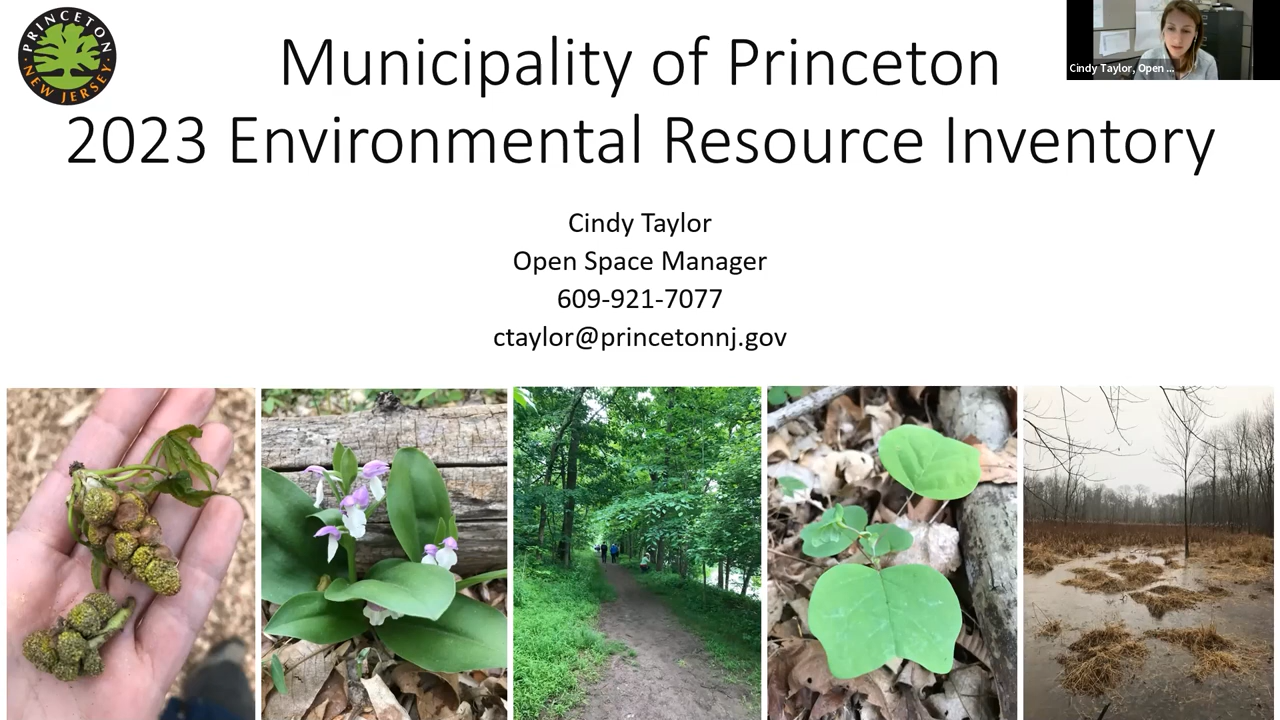 PRINCETON
NEW JERSEY
Municipality of Princeton
2023 Environmental Resource Inventory
Cindy Taylor, Open ...
Cindy Taylor
Open Space Manager
609-921-7077
ctaylor@princetonnj.gov